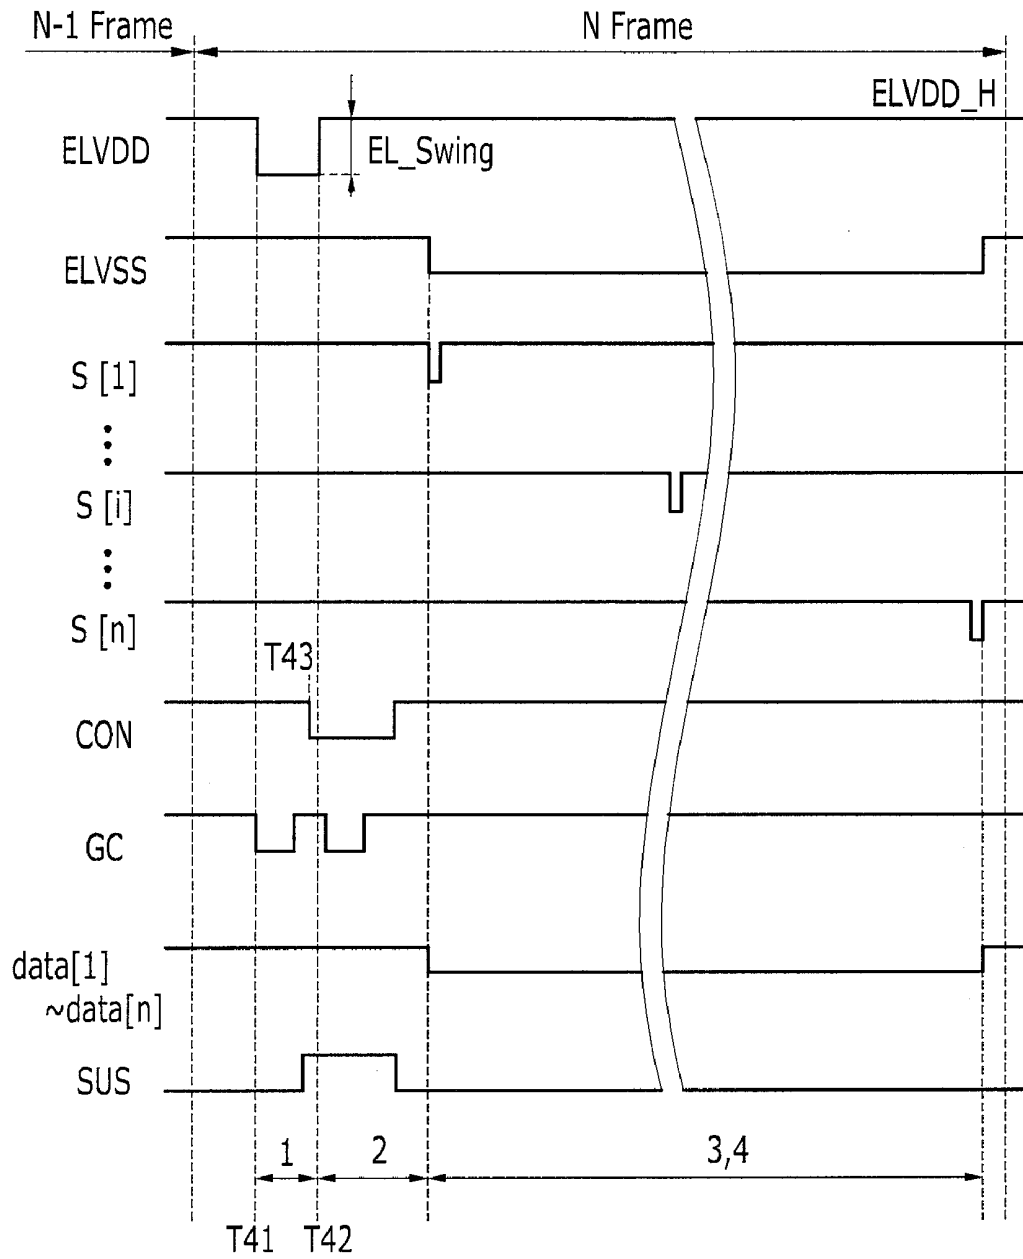 N-1 Frame
N Frame
ELVDD_H
ELVDD
EL_Swing
ELVSS
S [1]
S [i]
S [n]
T43
CON
GC
data[1]
~data[n]
SUS
1
2
3,4
T41
T42